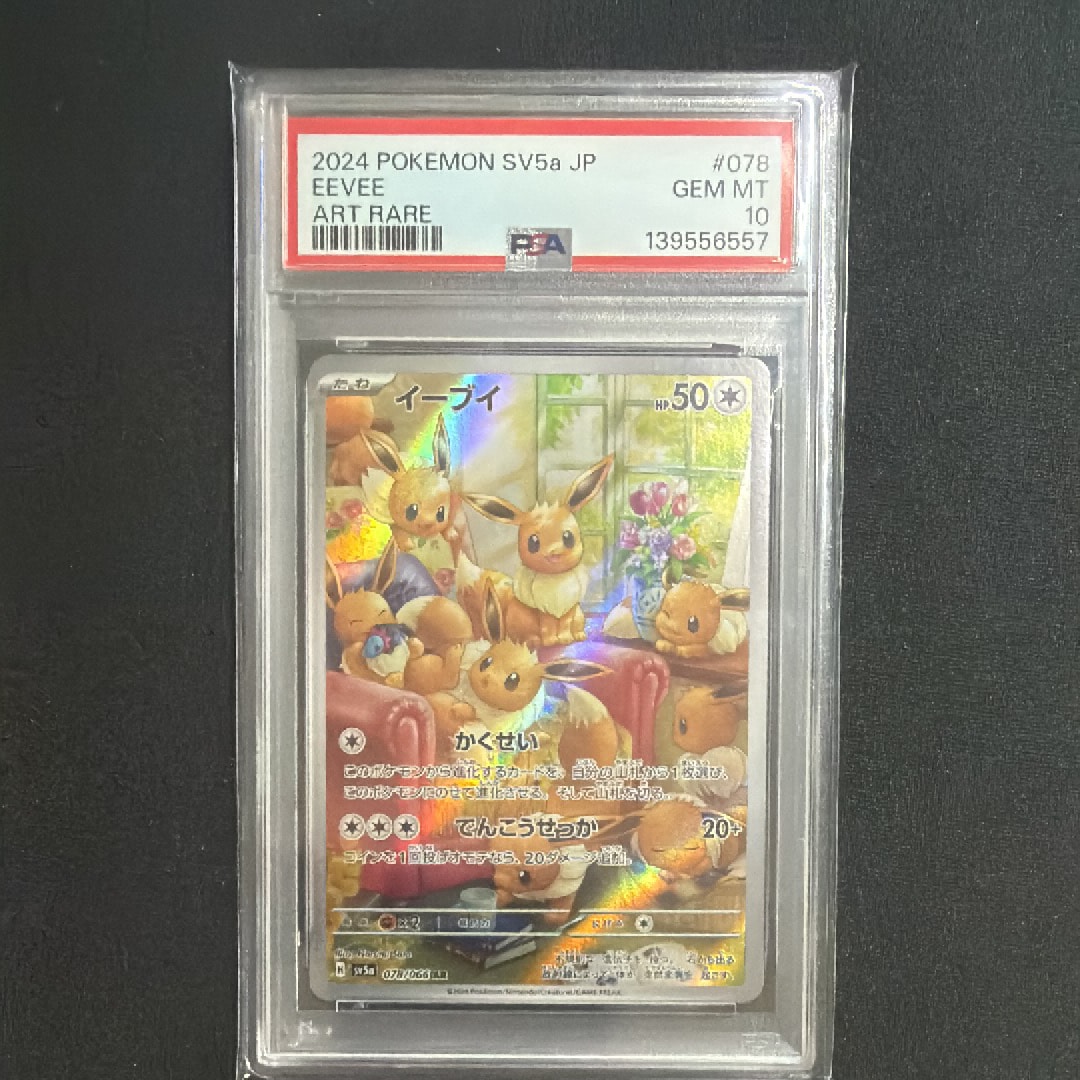 2024 POKEMON SV5a JP #078
EEVEE GEM MT
ART RARE 10
PSA 139556557
たね イーブイ HP50
かくせい
このポケモンから進化するカードを、自分の山札から1枚選び、
このポケモンにのせて進化させる。そして山札を切る。
でんこうせっか 20+
コインを1回投げオモテなら、20ダメージ追加。
×2
sv5a 078/066 AR